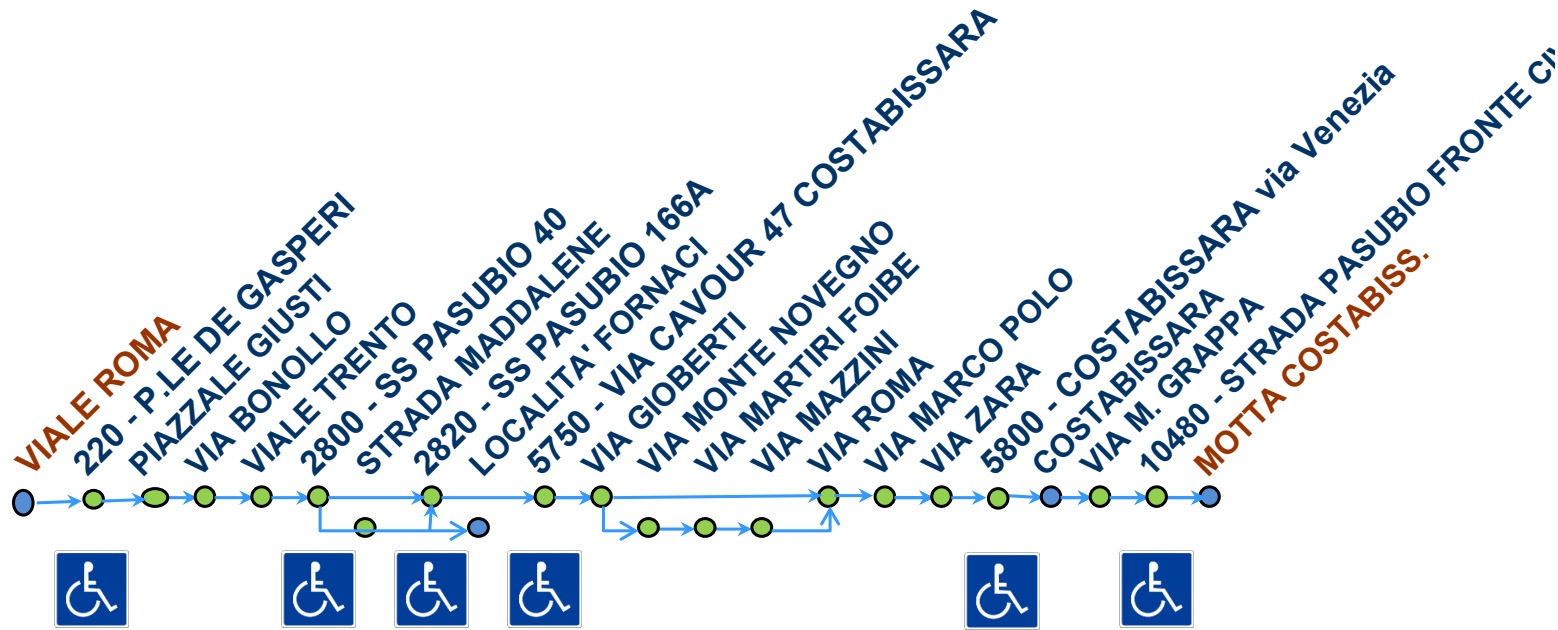 VIALE ROMA
220 - P.LE DE GASPERI
PIAZZALE GIUSTI
VIA BONOLLO
VIALE TRENTO
2800 - SS PASUBIO 40
STRADA MADDALENE
2820 - SS PASUBIO 166A
LOCALITA' FORNACI
5750 - VIA CAVOUR 47 COSTABISSARA
VIA GIOBERTI
VIA MONTE NOVEGNO
VIA MARTIRI FOIBE
VIA MAZZINI
VIA ROMA
VIA MARCO POLO
VIA ZARA
5800 - COSTABISSARA via Venezia
COSTABISSARA
VIA M. GRAPPA
10480 - STRADA PASUBIO FRONTE
MOTTA COSTABISS.